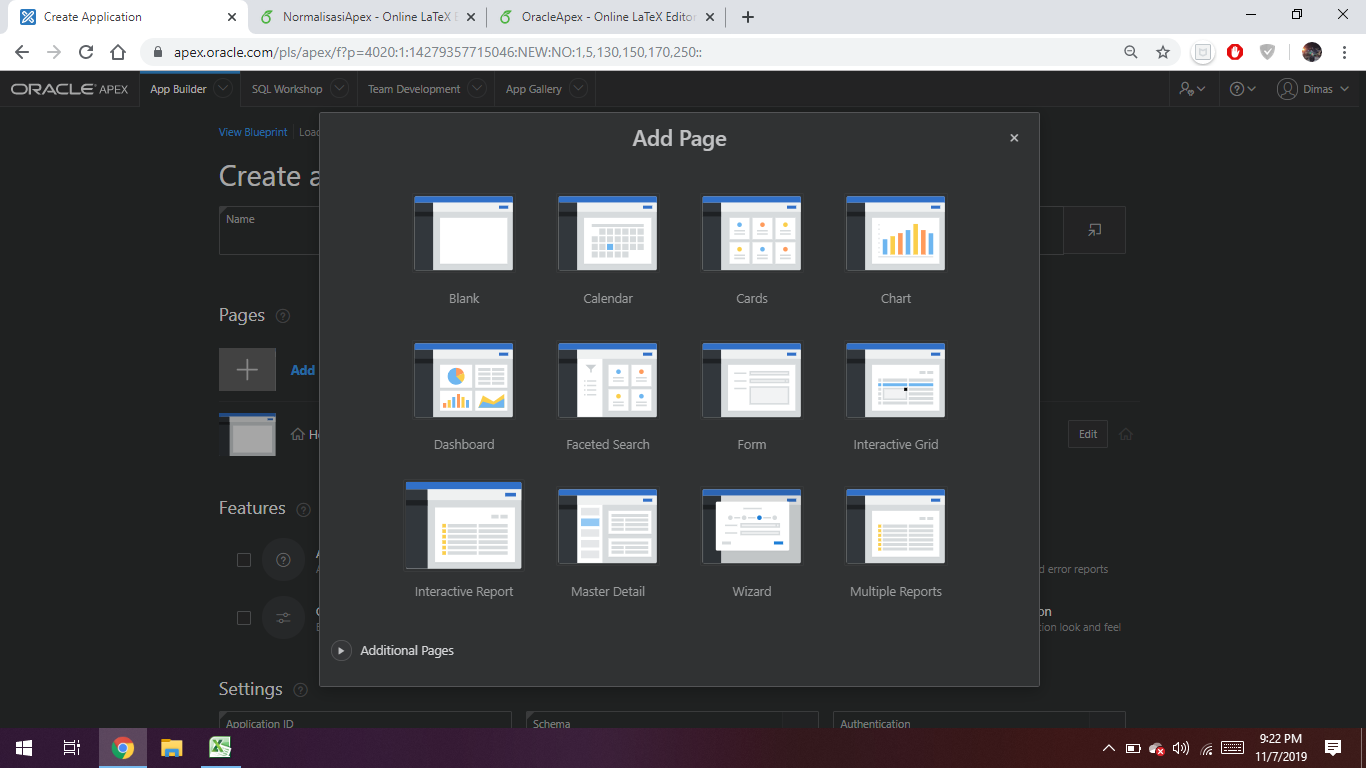 Create Application
NormalisasiApex - Online LaTeX E
OracleApex - Online LaTeX Editor
apex.oracle.com/pls/apex/f?p=4020:1:14279357715046:NEW:NO:1,5,130,150,170,250::
ORACLE APEX
App Builder
SQL Workshop
Team Development
App Gallery
Dimas
View Blueprint
Load
Create a
Name
Add Page
Blank
Calendar
Cards
Chart
Pages
Add
Dashboard
Faceted Search
Form
Interactive Grid
Edit
Features
Interactive Report
Master Detail
Wizard
Multiple Reports
d error reports
on
tion look and feel
Additional Pages
Settings
Application ID
Schema
Authentication
9:22 PM
11/7/2019